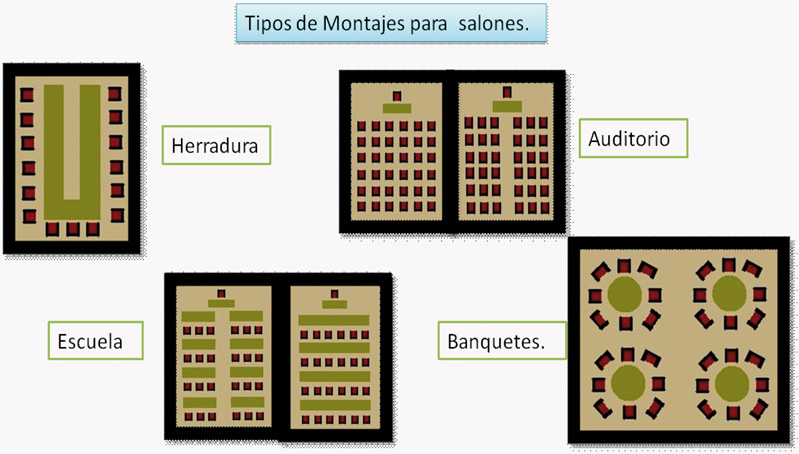 Tipos de Montajes para salones.
Herradura
Auditorio
Escuela
Banquetes.